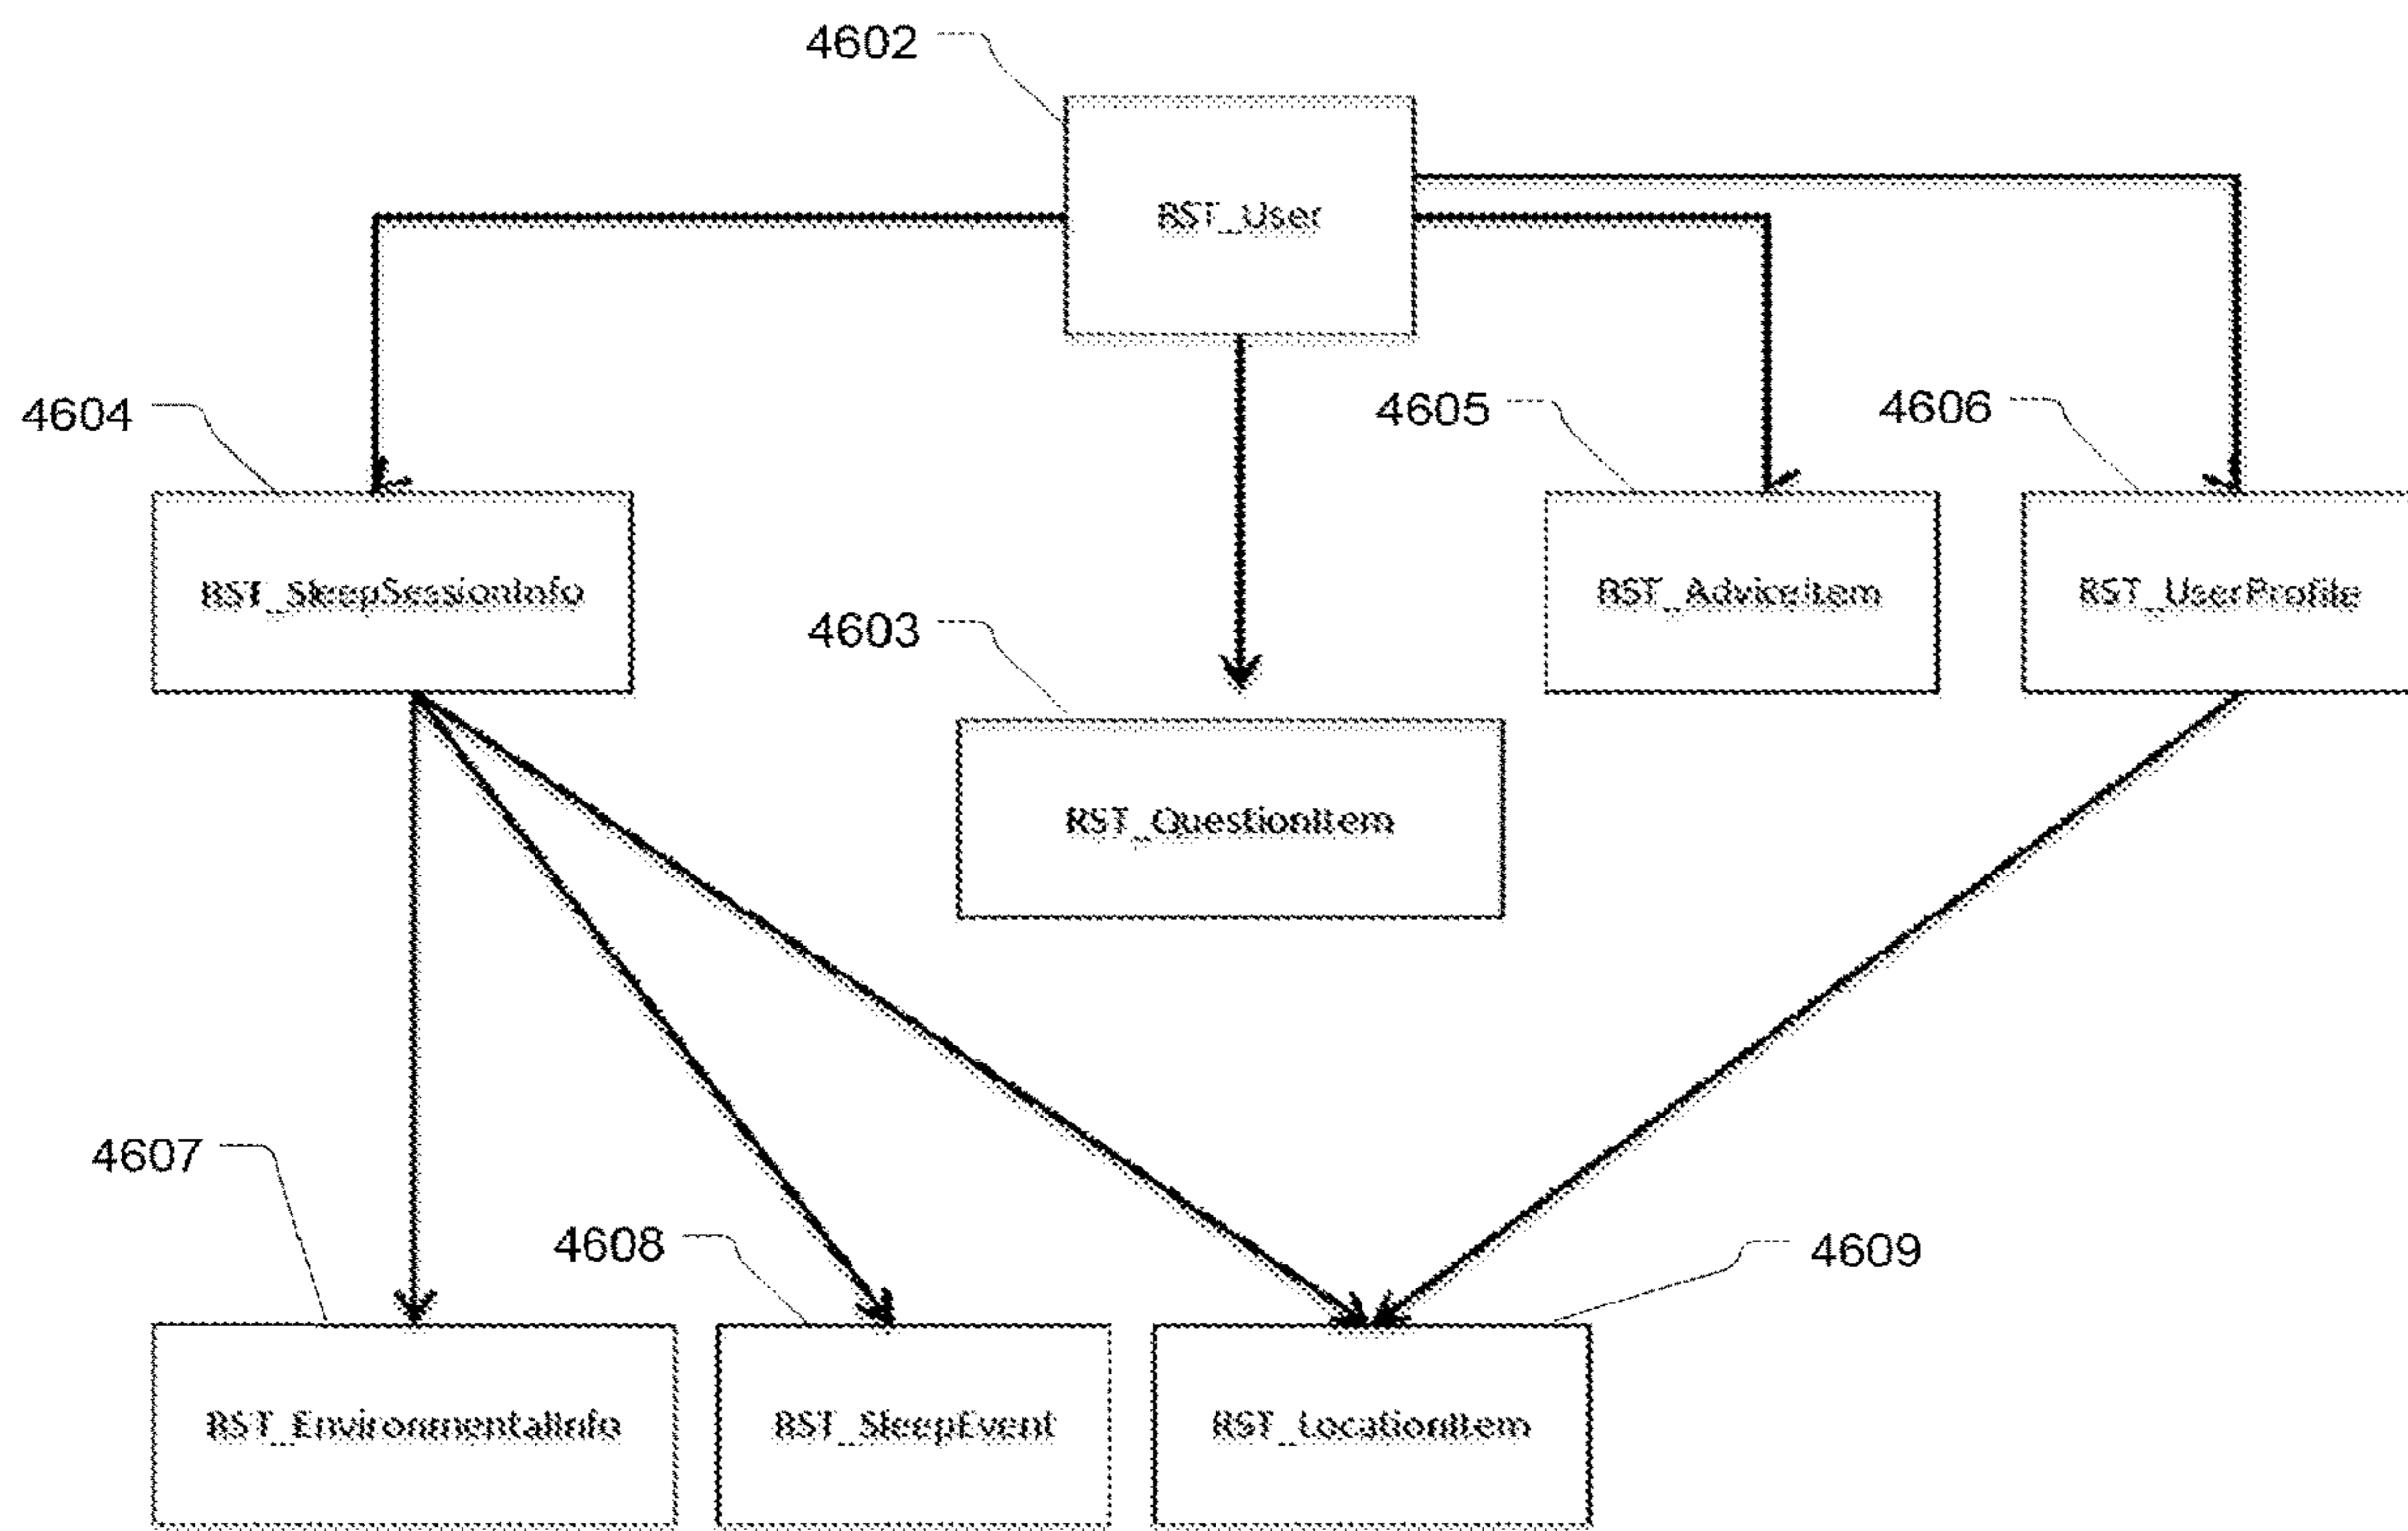 4602
RST_User
4604
4605
4606
RST_SleepSessionInfo
RST_AdviceItem
RST_UserProfile
4603
RST_QuestionItem
4607
4608
4609
RST_EnvironmentalInfo
RST_SleepEvent
RST_LocationItem